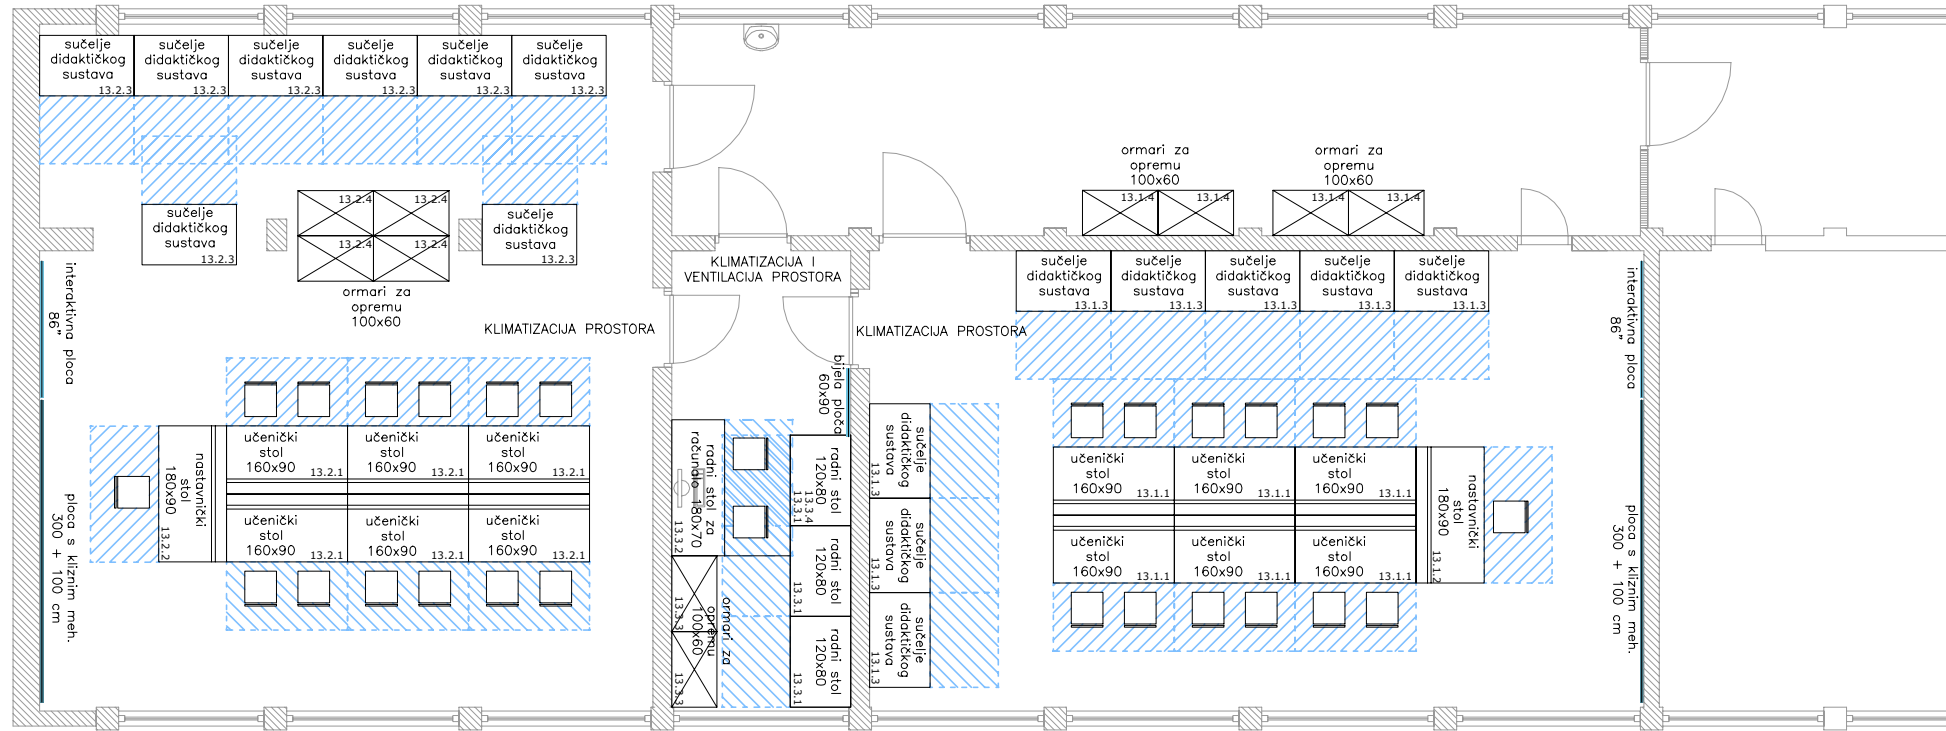 sučelje
didaktičkog
sustava
13.2.3
sučelje
didaktičkog
sustava
13.2.3
sučelje
didaktičkog
sustava
13.2.3
sučelje
didaktičkog
sustava
13.2.3
sučelje
didaktičkog
sustava
13.2.3
sučelje
didaktičkog
sustava
13.2.3
sučelje
didaktičkog
sustava
13.2.3
13.2.4
13.2.4
13.2.4
13.2.4
ormari za
opremu
100x60
sučelje
didaktičkog
sustava
13.2.3
interaktivna ploca
86"
ploca s kliznim meh.
300 + 100 cm
KLIMATIZACIJA PROSTORA
nastavnički
stol
180x90
13.2.2
učenički
stol
160x90
13.2.1
učenički
stol
160x90
13.2.1
učenički
stol
160x90
13.2.1
učenički
stol
160x90
13.2.1
učenički
stol
160x90
13.2.1
učenički
stol
160x90
13.2.1
KLIMATIZACIJA I
VENTILACIJA PROSTORA
bijela ploča
60x90
radni stol za
računalo 180x70
13.3.2
ormari za
opremu
100x60
13.3.3
13.3.3
radni stol
120x80
13.3.4
13.3.1
radni stol
120x80
13.3.1
radni stol
120x80
13.3.1
KLIMATIZACIJA PROSTORA
ormari za
opremu
100x60
13.1.4
13.1.4
ormari za
opremu
100x60
13.1.4
13.1.4
sučelje
didaktičkog
sustava
13.1.3
sučelje
didaktičkog
sustava
13.1.3
sučelje
didaktičkog
sustava
13.1.3
sučelje
didaktičkog
sustava
13.1.3
sučelje
didaktičkog
sustava
13.1.3
sučelje
didaktičkog
sustava
13.1.3
sučelje
didaktičkog
sustava
13.1.3
sučelje
didaktičkog
sustava
13.1.3
učenički
stol
160x90
13.1.1
učenički
stol
160x90
13.1.1
učenički
stol
160x90
13.1.1
učenički
stol
160x90
13.1.1
učenički
stol
160x90
13.1.1
učenički
stol
160x90
13.1.1
nastavnički
stol
180x90
13.1.2
interaktivna ploca
86"
ploca s kliznim meh.
300 + 100 cm